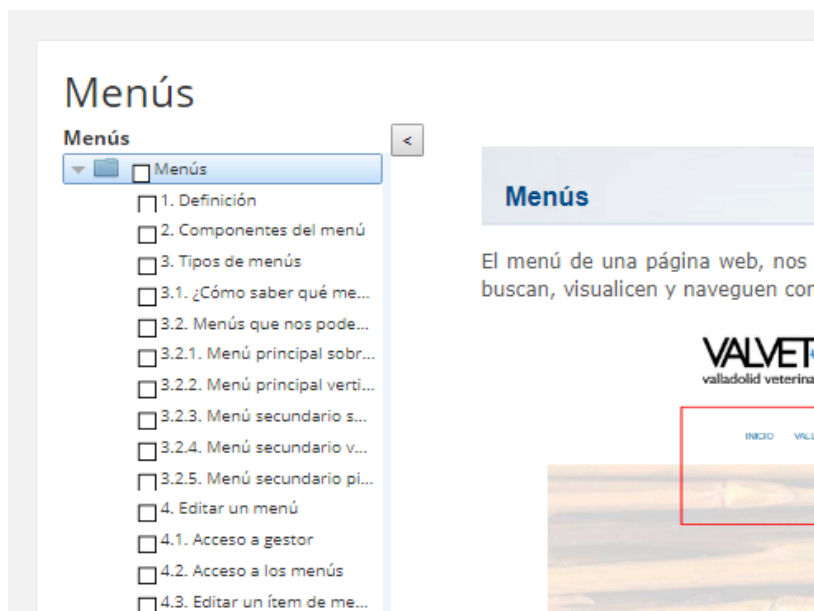 Menús
Menús
<
Menús
1. Definición
2. Componentes del menú
3. Tipos de menús
3.1. ¿Cómo saber qué me...
3.2. Menús que nos pode...
3.2.1. Menú principal sobr...
3.2.2. Menú principal verti...
3.2.3. Menú secundario s...
3.2.4. Menú secundario v...
3.2.5. Menú secundario pi...
4. Editar un menú
4.1. Acceso a gestor
4.2. Acceso a los menús
4.3. Editar un ítem de me...
Menús
El menú de una página web, nos
buscan, visualicen y naveguen con
VALVET
valladolid veterina
INICIO VALL